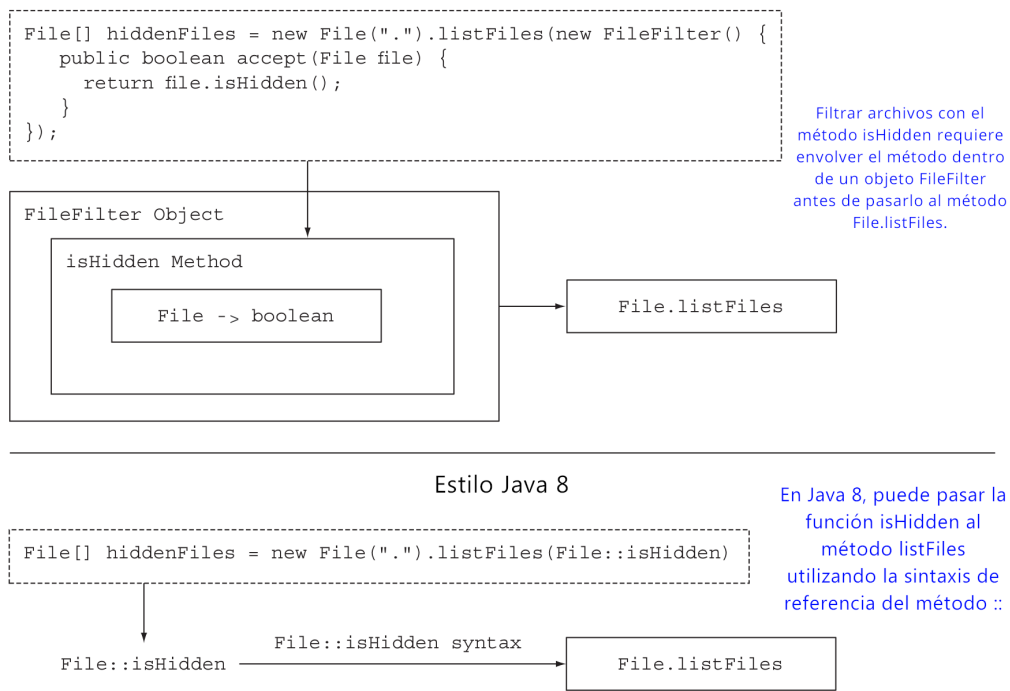 File[] hiddenFiles = new File(".").listFiles(new FileFilter() {
public boolean accept(File file) {
return file.isHidden();
}
});
Filtrar archivos con el
método isHidden requiere
envolver el método dentro
de un objeto FileFilter
antes de pasarlo al método
File.listFiles.
FileFilter Object
isHidden Method
File -> boolean
File.listFiles
Estilo Java 8
En Java 8, puede pasar la
función isHidden al
método listFiles
utilizando la sintaxis de
referencia del método ::
File[] hiddenFiles = new File(".").listFiles(File::isHidden)
File::isHidden syntax
File::isHidden
File.listFiles